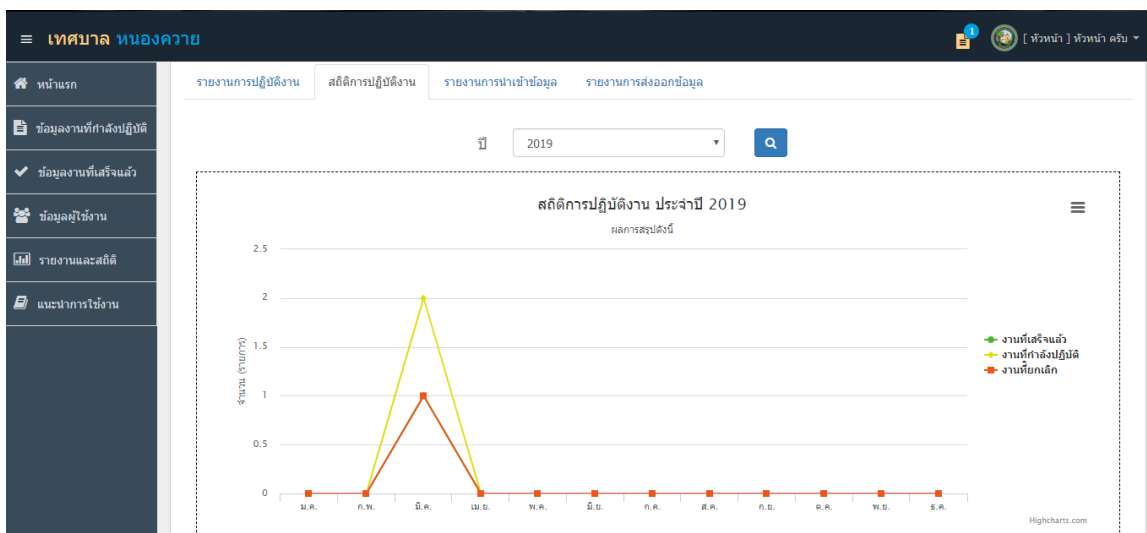 เทศบาล หนองควาย
1
[ หัวหน้า ] หัวหน้า ครับ
หน้าแรก
ข้อมูลงานที่กำลังปฏิบัติ
ข้อมูลงานที่เสร็จแล้ว
ข้อมูลผู้ใช้งาน
รายงานและสถิติ
แนะนำการใช้งาน
รายงานการปฏิบัติงาน สถิติการปฏิบัติงาน รายงานการนำเข้าข้อมูล รายงานการส่งออกข้อมูล
ปี 2019
สถิติการปฏิบัติงาน ประจำปี 2019
ผลการสรุปดังนี้
จำนวน (รายการ)
2.5
2
1.5
1
0.5
0
ม.ค. ก.พ. มี.ค. เม.ย. พ.ค. มิ.ย. ก.ค. ส.ค. ก.ย. ต.ค. พ.ย. ธ.ค.
งานที่เสร็จแล้ว
งานที่กำลังปฏิบัติ
งานที่ยกเลิก
Highcharts.com